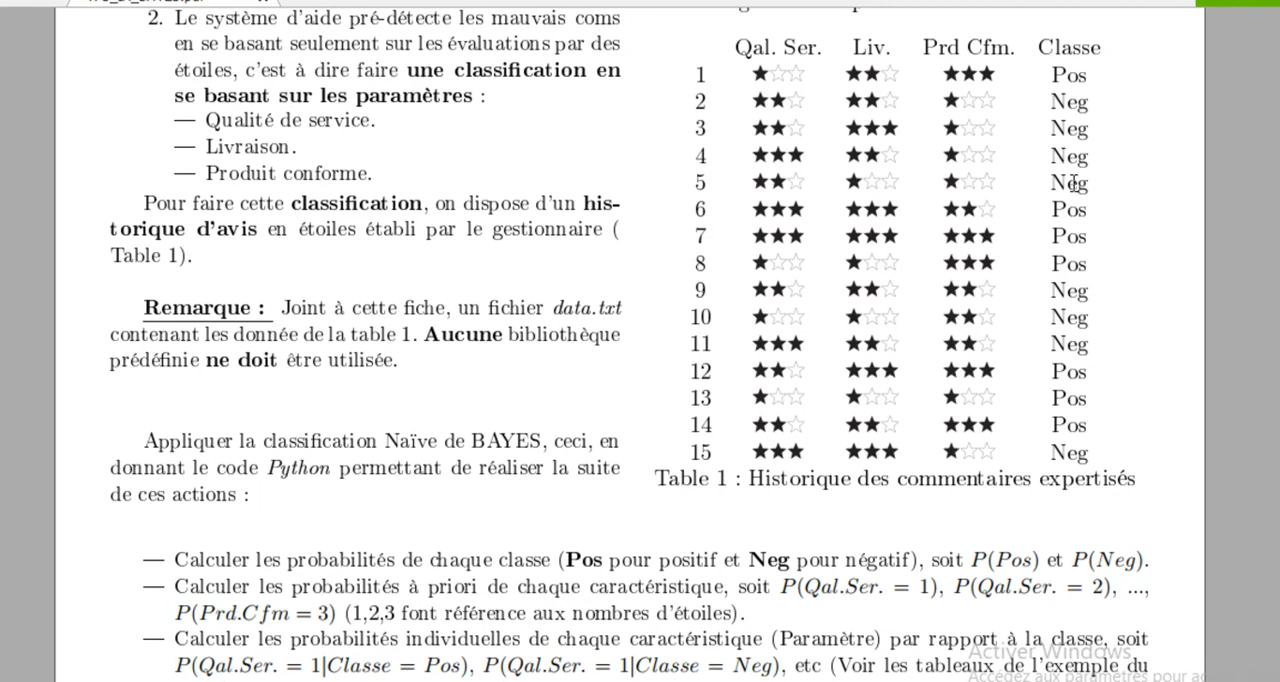 2. Le système d'aide pré-détecte les mauvais coms
en se basant seulement sur les évaluations par des
étoiles, c'est à dire faire une classification en
se basant sur les paramètres :
— Qualité de service.
— Livraison.
— Produit conforme.
Pour faire cette classification, on dispose d'un his-
torique d'avis en étoiles établi par le gestionnaire (
Table 1).
Remarque : Joint à cette fiche, un fichier data.txt
contenant les donnée de la table 1. Aucune bibliothèque
prédéfinie ne doit être utilisée.
Appliquer la classification Naïve de BAYES, ceci, en
donnant le code Python permettant de réaliser la suite
de ces actions :
Qal. Ser. Liv. Prd Cfm. Classe
1 ★☆☆ ★★☆ ★★★ Pos
2 ★★☆ ★★☆ ★☆☆ Neg
3 ★★☆ ★★★ ★☆☆ Neg
4 ★★★ ★★☆ ★☆☆ Neg
5 ★★☆ ★☆☆ ★☆☆ Neg
6 ★★★ ★★★ ★★☆ Pos
7 ★★★ ★★★ ★★★ Pos
8 ★☆☆ ★☆☆ ★★★ Pos
9 ★★☆ ★★☆ ★★☆ Neg
10 ★☆☆ ★☆☆ ★★☆ Neg
11 ★★★ ★★☆ ★★☆ Neg
12 ★★☆ ★★★ ★★★ Pos
13 ★☆☆ ★☆☆ ★☆☆ Pos
14 ★★☆ ★★☆ ★★★ Pos
15 ★★★ ★★★ ★☆☆ Neg
Table 1 : Historique des commentaires expertisés
— Calculer les probabilités de chaque classe (Pos pour positif et Neg pour négatif), soit P(Pos) et P(Neg).
— Calculer les probabilités à priori de chaque caractéristique, soit P(Qal.Ser. = 1), P(Qal.Ser. = 2), ...,
P(Prd.Cfm = 3) (1,2,3 font référence aux nombres d'étoiles).
— Calculer les probabilités individuelles de chaque caractéristique (Paramètre) par rapport à la classe, soit
P(Qal.Ser. = 1|Classe = Pos), P(Qal.Ser. = 1|Classe = Neg), etc (Voir les tableaux de l'exemple du
Activer Windows
Accédez aux paramètres pour